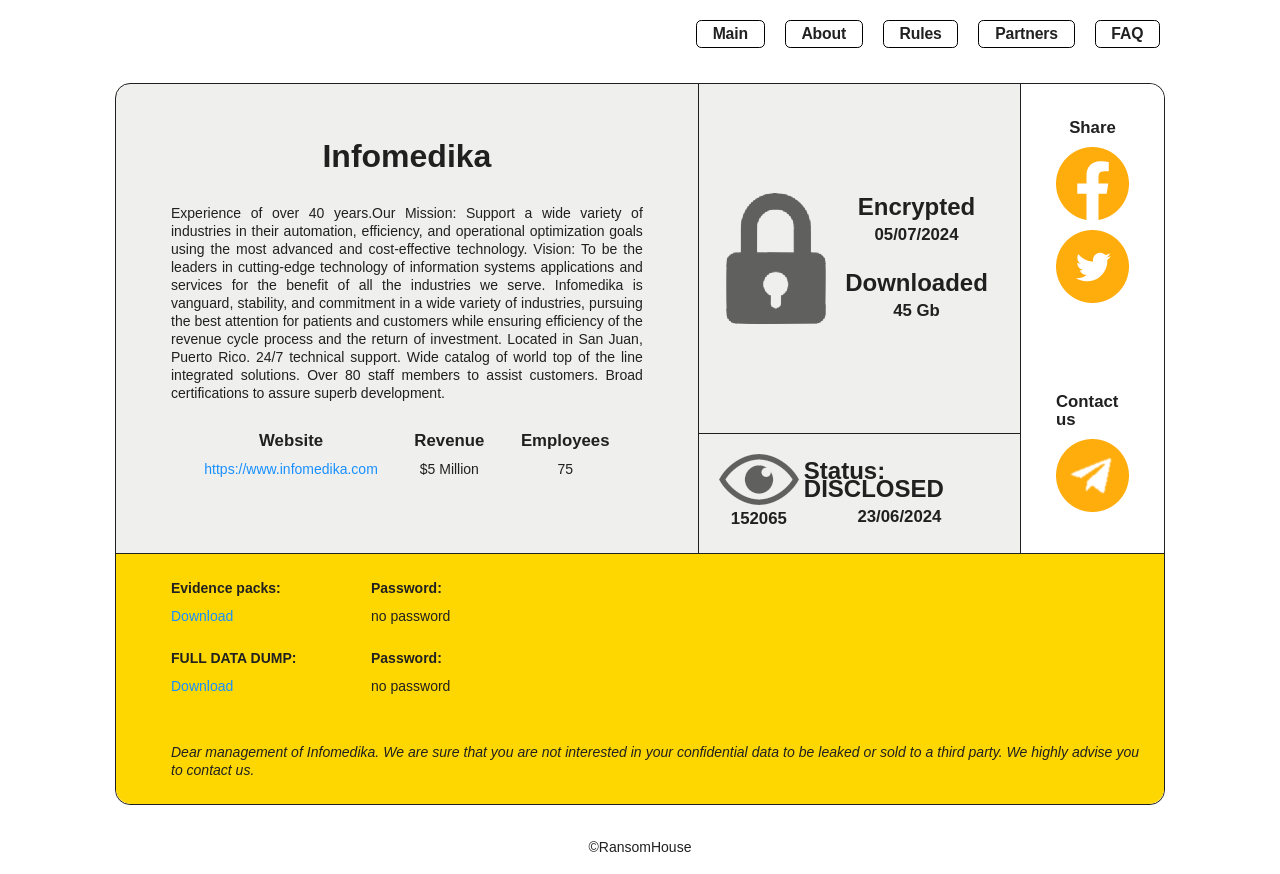 Main About Rules Partners FAQ
Infomedika
Experience of over 40 years.Our Mission: Support a wide variety of
industries in their automation, efficiency, and operational optimization goals
using the most advanced and cost-effective technology. Vision: To be the
leaders in cutting-edge technology of information systems applications and
services for the benefit of all the industries we serve. Infomedika is
vanguard, stability, and commitment in a wide variety of industries, pursuing
the best attention for patients and customers while ensuring efficiency of the
revenue cycle process and the return of investment. Located in San Juan,
Puerto Rico. 24/7 technical support. Wide catalog of world top of the line
integrated solutions. Over 80 staff members to assist customers. Broad
certifications to assure superb development.
Website Revenue Employees
https://www.infomedika.com $5 Million 75
Encrypted
05/07/2024
Downloaded
45 Gb
Status:
DISCLOSED
152065 23/06/2024
Share
Contact
us
Evidence packs: Password:
Download no password
FULL DATA DUMP: Password:
Download no password
Dear management of Infomedika. We are sure that you are not interested in your confidential data to be leaked or sold to a third party. We highly advise you
to contact us.
©RansomHouse